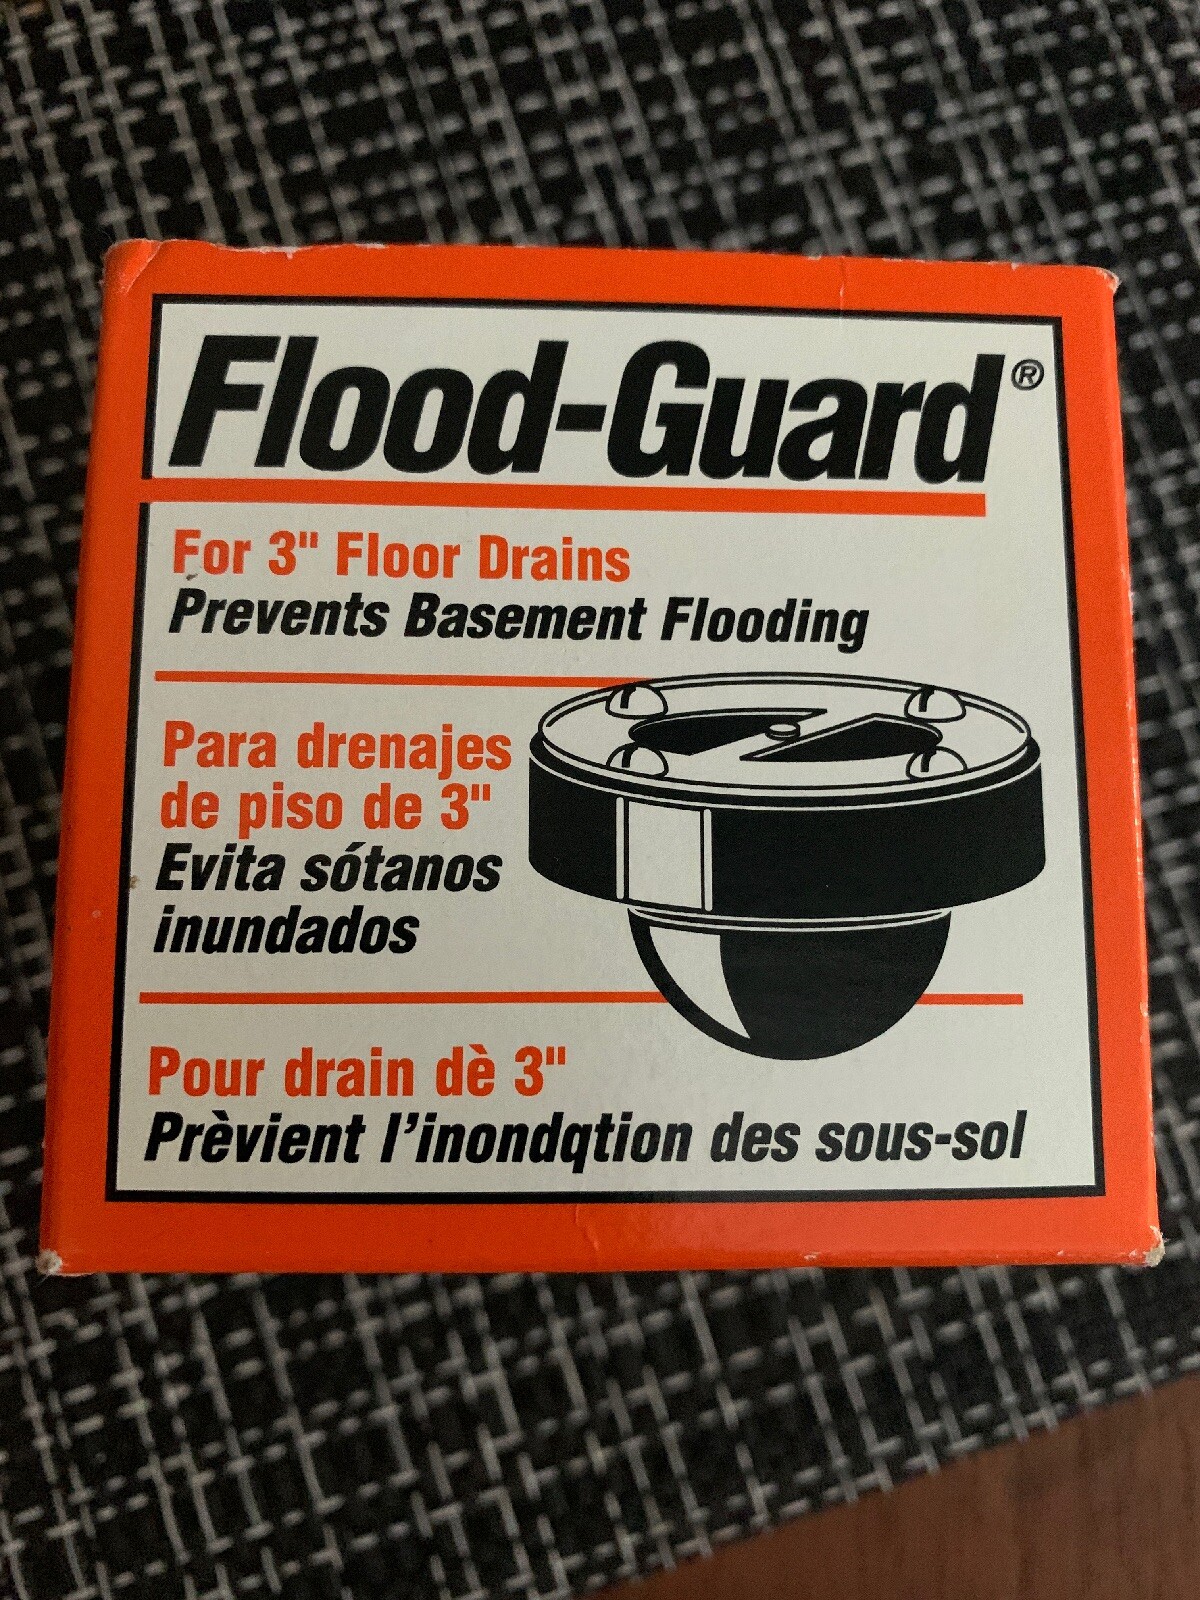 Flood-Guard®
For 3" Floor Drains
Prevents Basement Flooding
Para drenajes
de piso de 3"
Evita sótanos
inundados
Pour drain dè 3"
Prèvient l'inondqtion des sous-sol